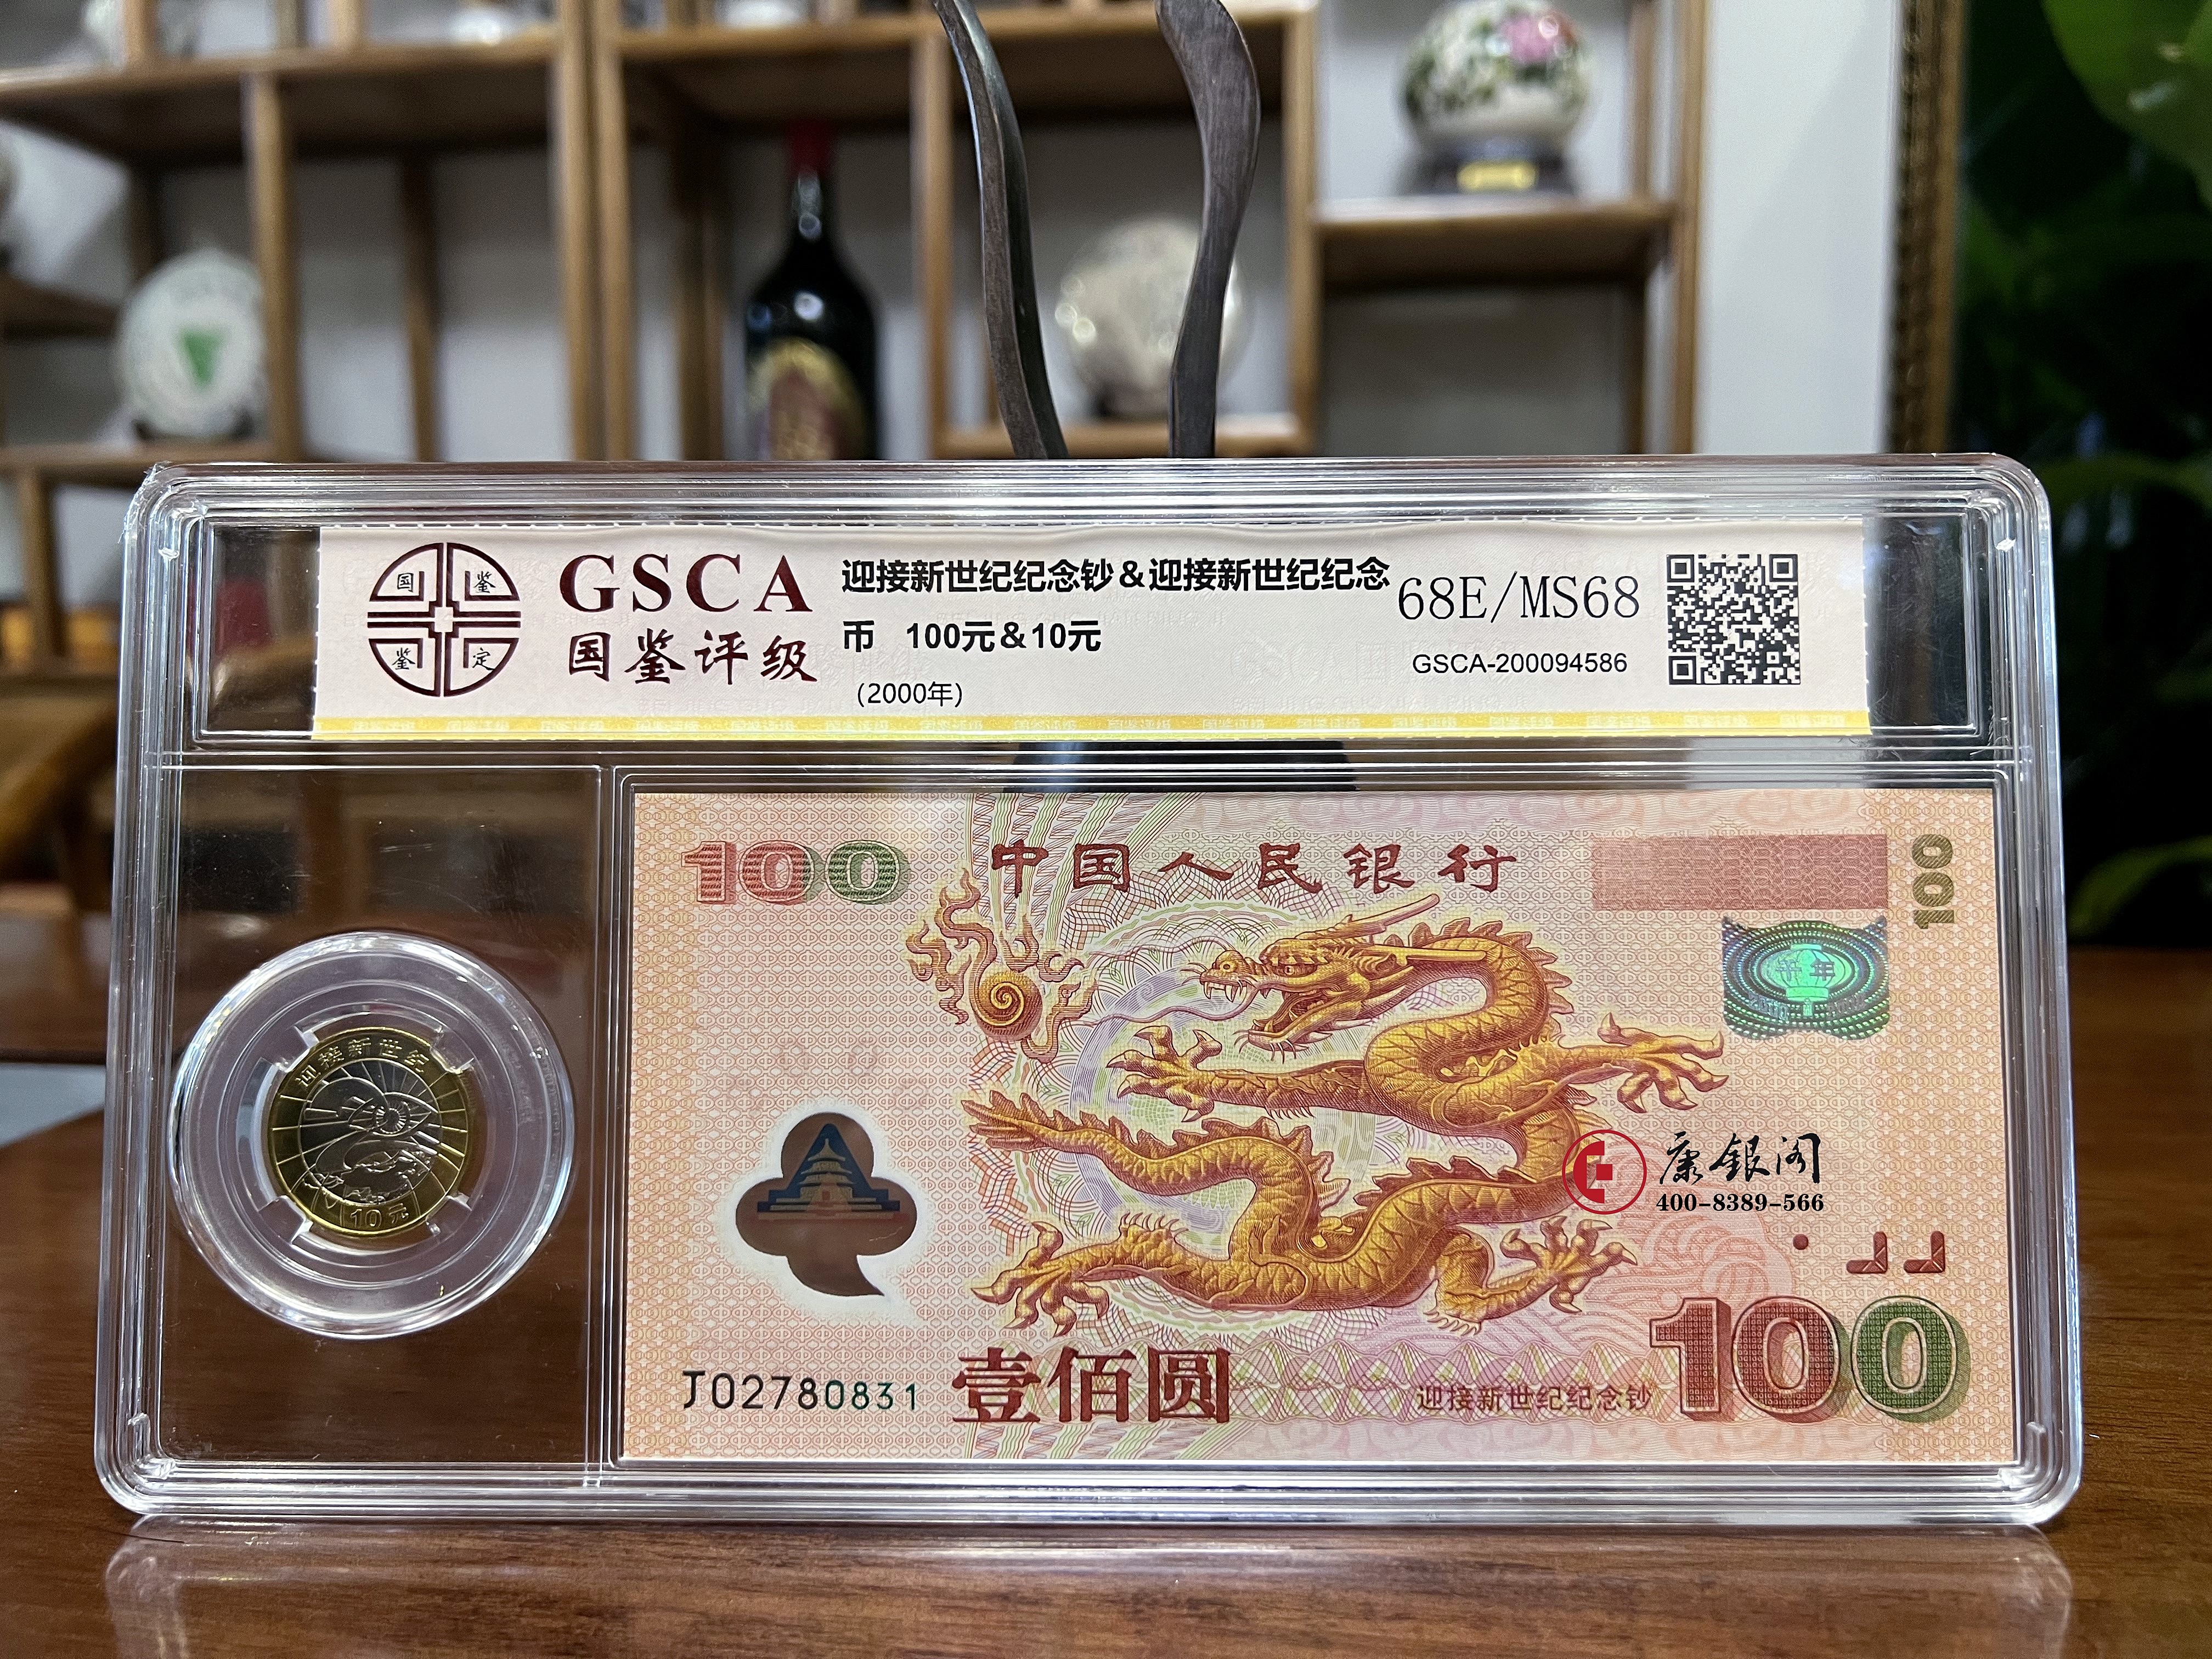 国 鉴
鉴 定
GSCA
国鉴评级
迎接新世纪纪念钞&迎接新世纪纪念
币 100元&10元
(2000年)
68E/MS68
GSCA-200094586
100
中国人民银行
100
千年
迎接新世纪
10元
康银阁
400-8389-566
J02780831
壹佰圆
迎接新世纪纪念钞
100